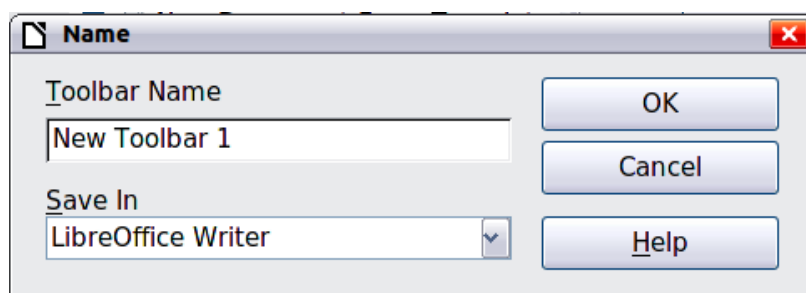 Name
Toolbar Name
New Toolbar 1
Save In
LibreOffice Writer
OK
Cancel
Help